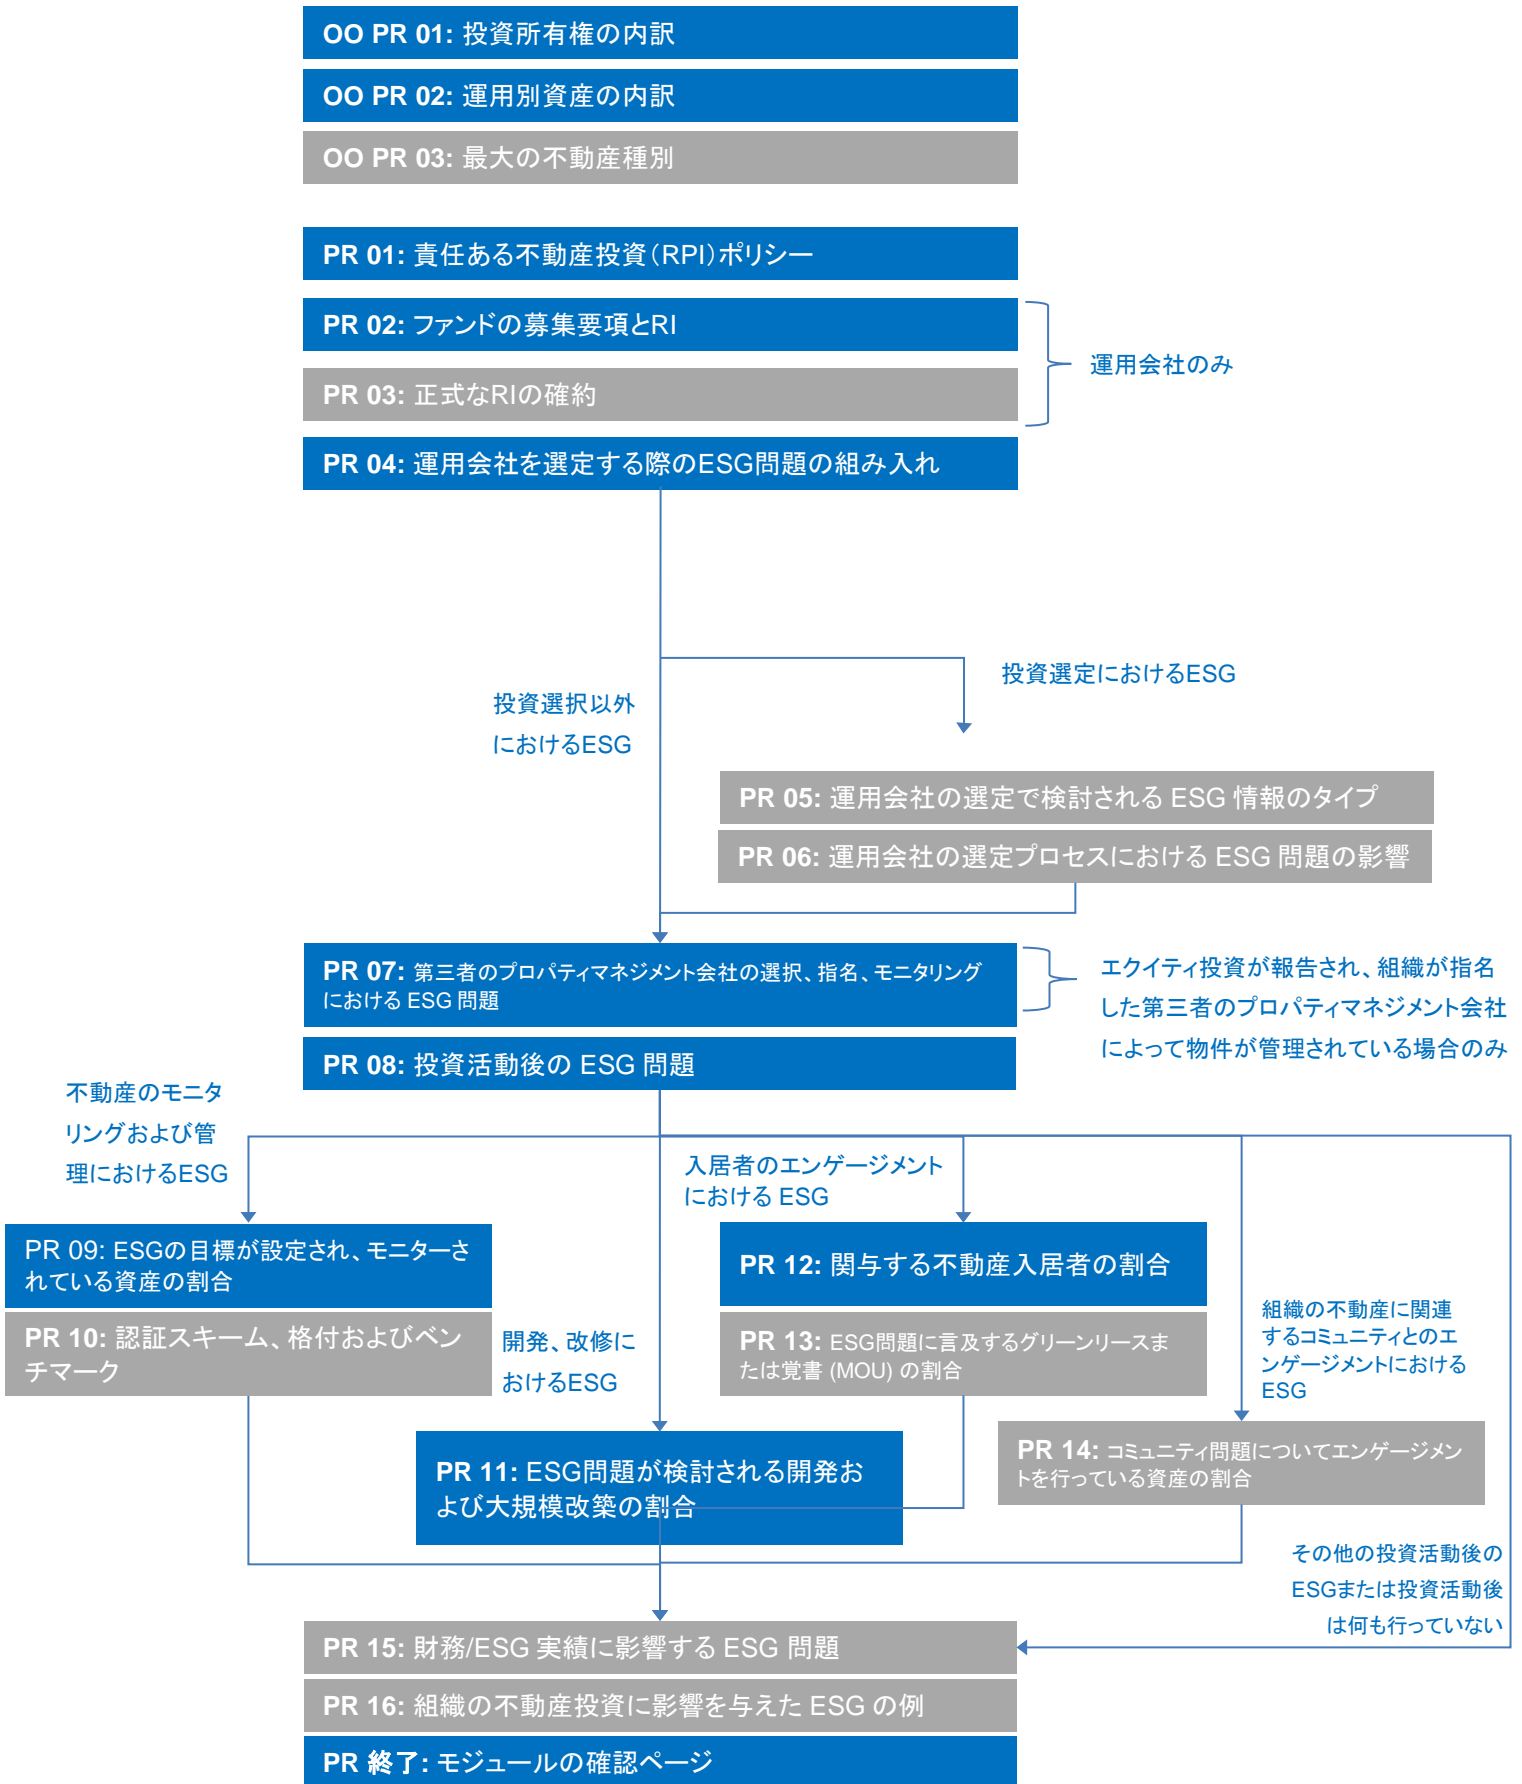 OO PR 01: 投資所有権の内訳
OO PR 02: 運用別資産の内訳
OO PR 03: 最大の不動産種別
PR 01: 責任ある不動産投資（RPI）ポリシー
PR 02: ファンドの募集要項とRI
PR 03: 正式なRIの確約
運用会社のみ
PR 04: 運用会社を選定する際のESG問題の組み入れ
投資選定におけるESG
投資選択以外
におけるESG
PR 05: 運用会社の選定で検討される ESG 情報のタイプ
PR 06: 運用会社の選定プロセスにおける ESG 問題の影響
PR 07: 第三者のプロパティマネジメント会社の選択、指名、モニタリング
における ESG 問題
エクイティ投資が報告され、組織が指名
した第三者のプロパティマネジメント会社
によって物件が管理されている場合のみ
PR 08: 投資活動後の ESG 問題
不動産のモニタ
リングおよび管
理におけるESG
入居者のエンゲージメント
における ESG
PR 09: ESGの目標が設定され、モニターさ
れている資産の割合
PR 12: 関与する不動産入居者の割合
PR 10: 認証スキーム、格付およびベン
チマーク
開発、改修に
おけるESG
PR 13: ESG問題に言及するグリーンリースま
たは覚書 (MOU) の割合
組織の不動産に関連
するコミュニティとのエ
ンゲージメントにおける
ESG
PR 11: ESG問題が検討される開発お
よび大規模改築の割合
PR 14: コミュニティ問題についてエンゲージメン
トを行っている資産の割合
その他の投資活動後の
ESGまたは投資活動後
は何も行っていない
PR 15: 財務/ESG 実績に影響する ESG 問題
PR 16: 組織の不動産投資に影響を与えた ESG の例
PR 終了: モジュールの確認ページ